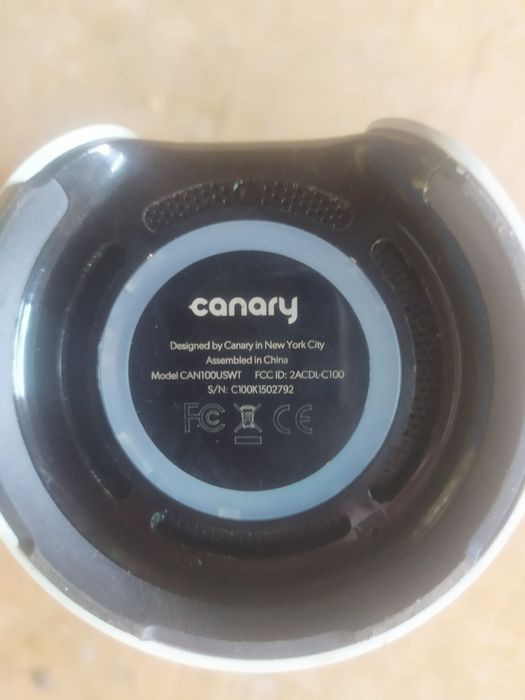 canary
Designed by Canary in New York City
Assembled in China
Model CAN100USWT FCC ID: 2ACDL-C100
S/N: C100K1502792
FC CE